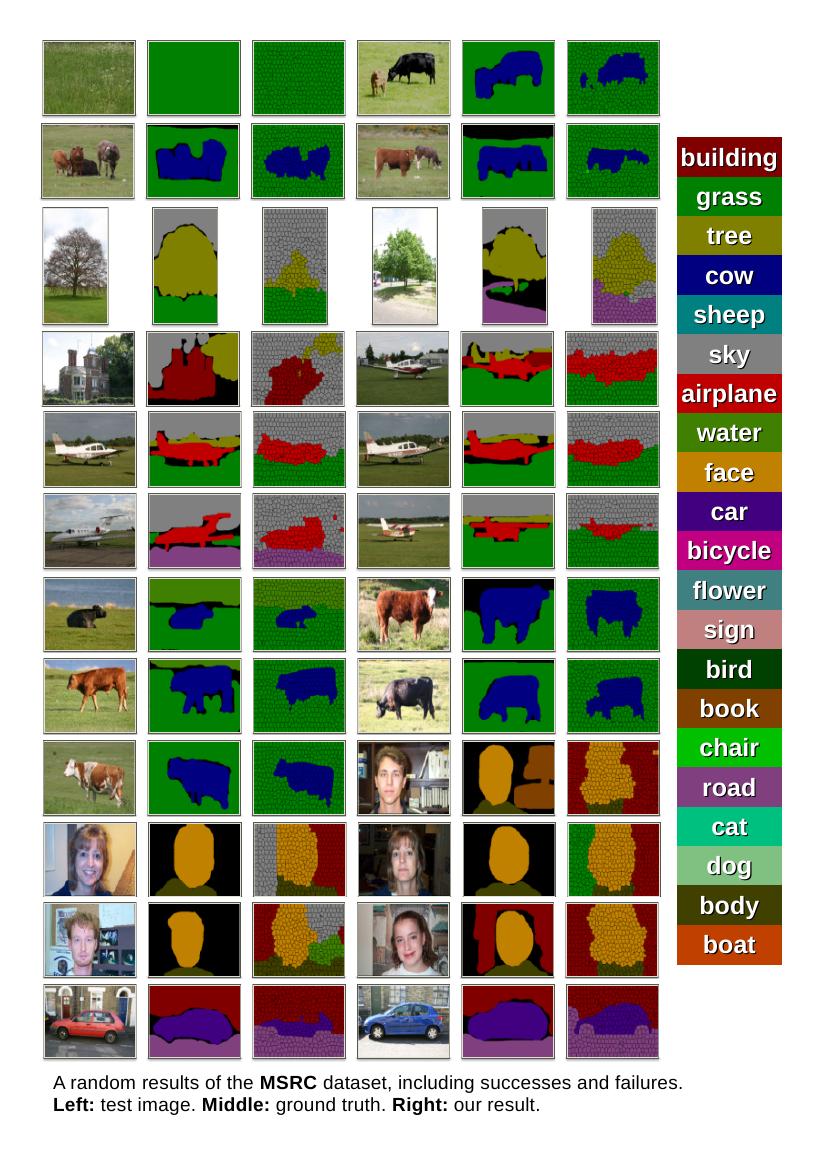 building
grass
tree
cow
sheep
sky
airplane
water
face
car
bicycle
flower
sign
bird
book
chair
road
cat
dog
body
boat
A random results of the MSRC dataset, including successes and failures.
Left: test image. Middle: ground truth. Right: our result.